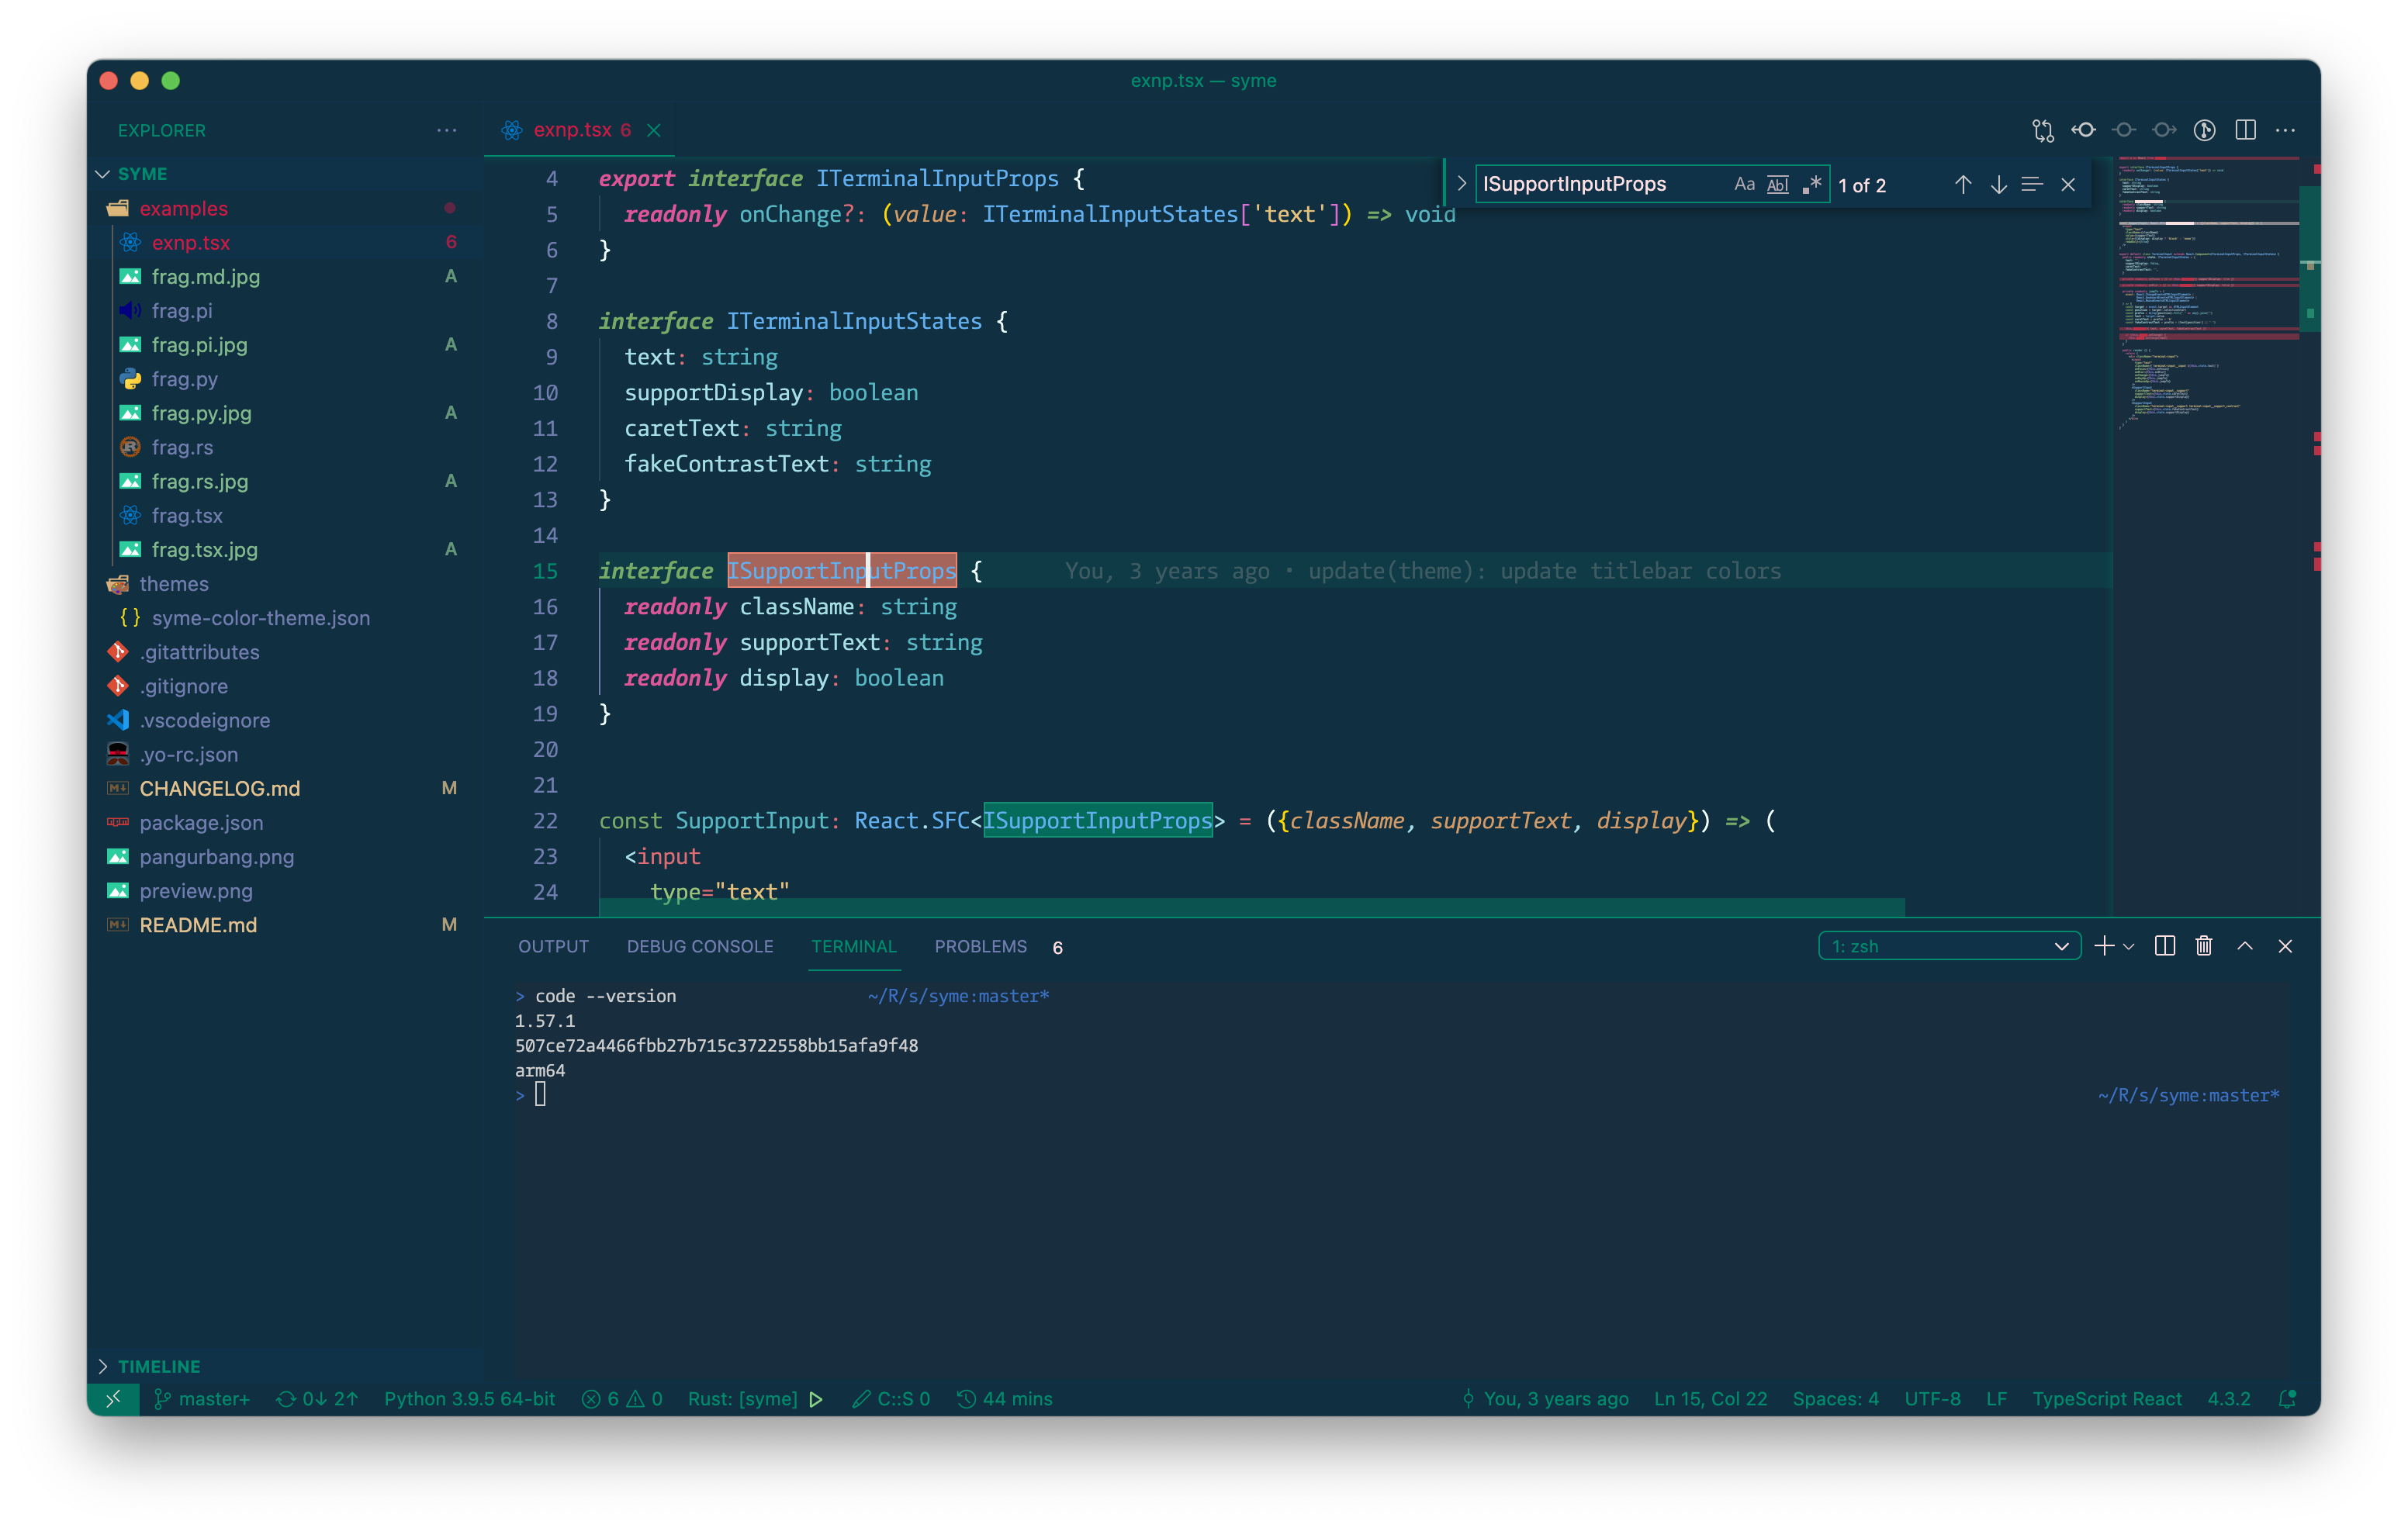 exnp.tsx — syme
EXPLORER
SYME
examples
exnp.tsx 6
frag.md.jpg A
frag.pi
frag.pi.jpg A
frag.py
frag.py.jpg A
frag.rs
frag.rs.jpg A
frag.tsx
frag.tsx.jpg A
themes
syme-color-theme.json
.gitattributes
.gitignore
.vscodeignore
.yo-rc.json
CHANGELOG.md M
package.json
pangurbang.png
preview.png
README.md M
TIMELINE
exnp.tsx 6
ISupportInputProps Aa Abl .* 1 of 2
4 export interface ITerminalInputProps {
5 readonly onChange?: (value: ITerminalInputStates['text']) => void
6 }
7
8 interface ITerminalInputStates {
9 text: string
10 supportDisplay: boolean
11 caretText: string
12 fakeContrastText: string
13 }
14
15 interface ISupportInputProps { You, 3 years ago • update(theme): update titlebar colors
16 readonly className: string
17 readonly supportText: string
18 readonly display: boolean
19 }
20
21
22 const SupportInput: React.SFC<ISupportInputProps> = ({className, supportText, display}) => (
23 <input
24 type="text"
OUTPUT DEBUG CONSOLE TERMINAL PROBLEMS 6 1: zsh
> code --version ~/R/s/syme:master*
1.57.1
507ce72a4466fbb27b715c3722558bb15afa9f48
arm64
> ~/R/s/syme:master*
master+ 0↓ 2↑ Python 3.9.5 64-bit 6 0 Rust: [syme] C::S 0 44 mins You, 3 years ago Ln 15, Col 22 Spaces: 4 UTF-8 LF TypeScript React 4.3.2